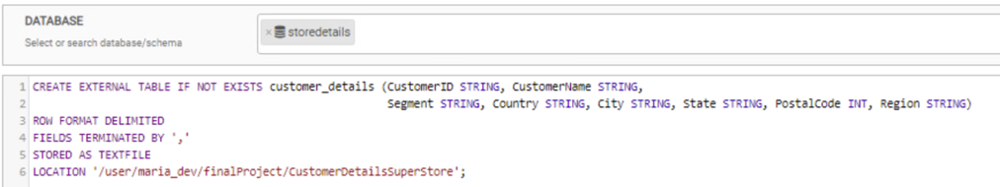 DATABASE
Select or search database/schema
× storedetails
1 CREATE EXTERNAL TABLE IF NOT EXISTS customer_details (CustomerID STRING, CustomerName STRING,
2 Segment STRING, Country STRING, City STRING, State STRING, PostalCode INT, Region STRING)
3 ROW FORMAT DELIMITED
4 FIELDS TERMINATED BY ','
5 STORED AS TEXTFILE
6 LOCATION '/user/maria_dev/finalProject/CustomerDetailsSuperStore';